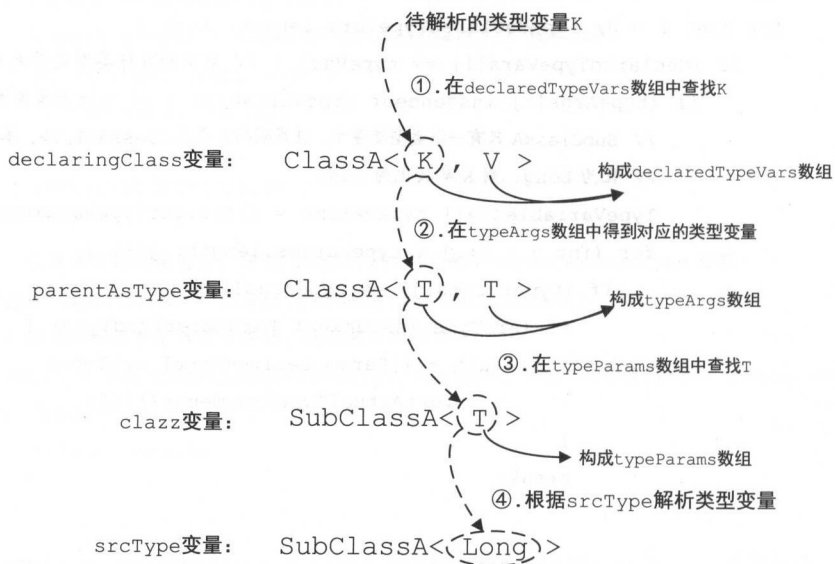 待解析的类型变量K
①.在declaredTypeVars数组中查找K
declaringClass变量: ClassA< K , V >
构成declaredTypeVars数组
②.在typeArgs数组中得到对应的类型变量
parentAsType变量: ClassA< T , T >
构成typeArgs数组
③.在typeParams数组中查找T
clazz变量: SubClassA< T >
构成typeParams数组
④.根据srcType解析类型变量
srcType变量: SubClassA< Long >